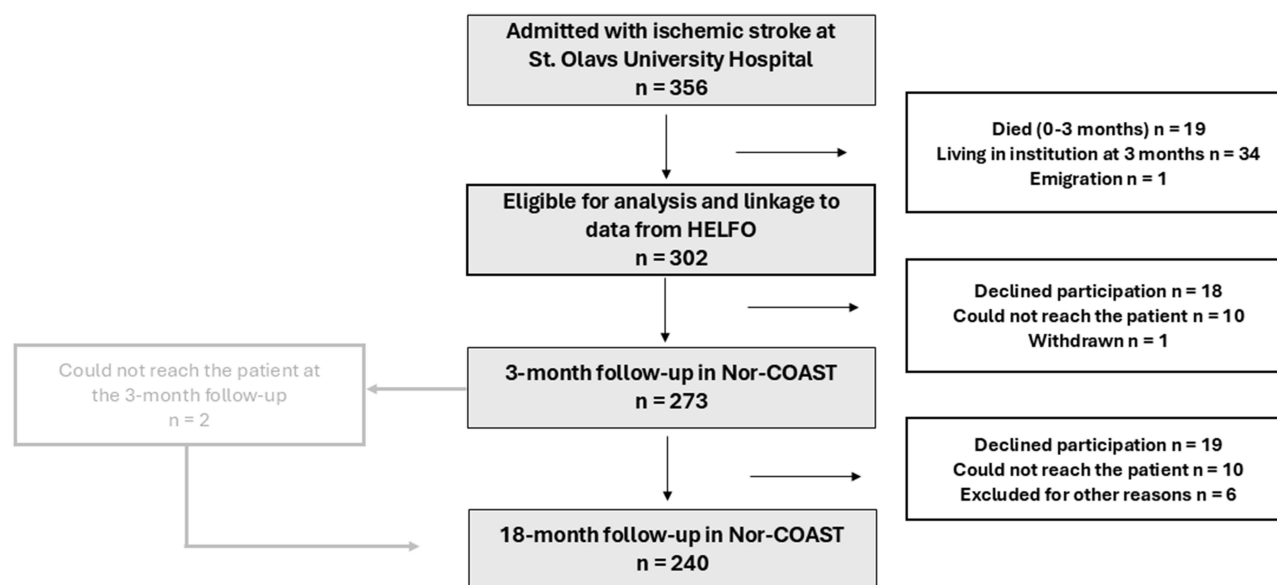 Admitted with ischemic stroke at
St. Olavs University Hospital
n = 356
Died (0-3 months) n = 19
Living in institution at 3 months n = 34
Emigration n = 1
Eligible for analysis and linkage to
data from HELFO
n = 302
Declined participation n = 18
Could not reach the patient n = 10
Withdrawn n = 1
Could not reach the patient at
the 3-month follow-up
n = 2
3-month follow-up in Nor-COAST
n = 273
Declined participation n = 19
Could not reach the patient n = 10
Excluded for other reasons n = 6
18-month follow-up in Nor-COAST
n = 240